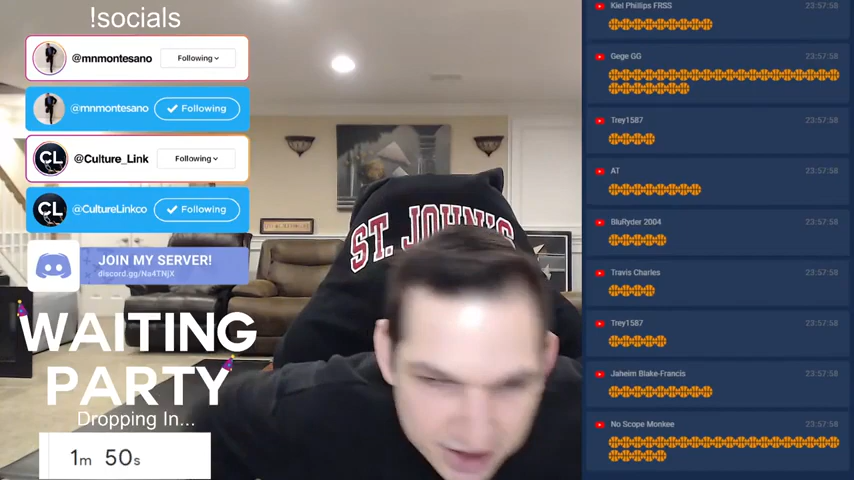 !socials
@mnmontesano Following
@mnmontesano Following
@Culture_Link Following
@CultureLinkco Following
JOIN MY SERVER!
discord.gg/Na4TNjX
WAITING
PARTY
Dropping In...
1m 50s
ST. JOHN'S
Kiel Phillips FRSS 23:57:58
Gege GG 23:57:58
Trey1587 23:57:58
AT 23:57:58
BluRyder 2004 23:57:58
Travis Charles 23:57:58
Trey1587 23:57:58
Jaheim Blake-Francis 23:57:58
No Scope Monkee 23:57:58